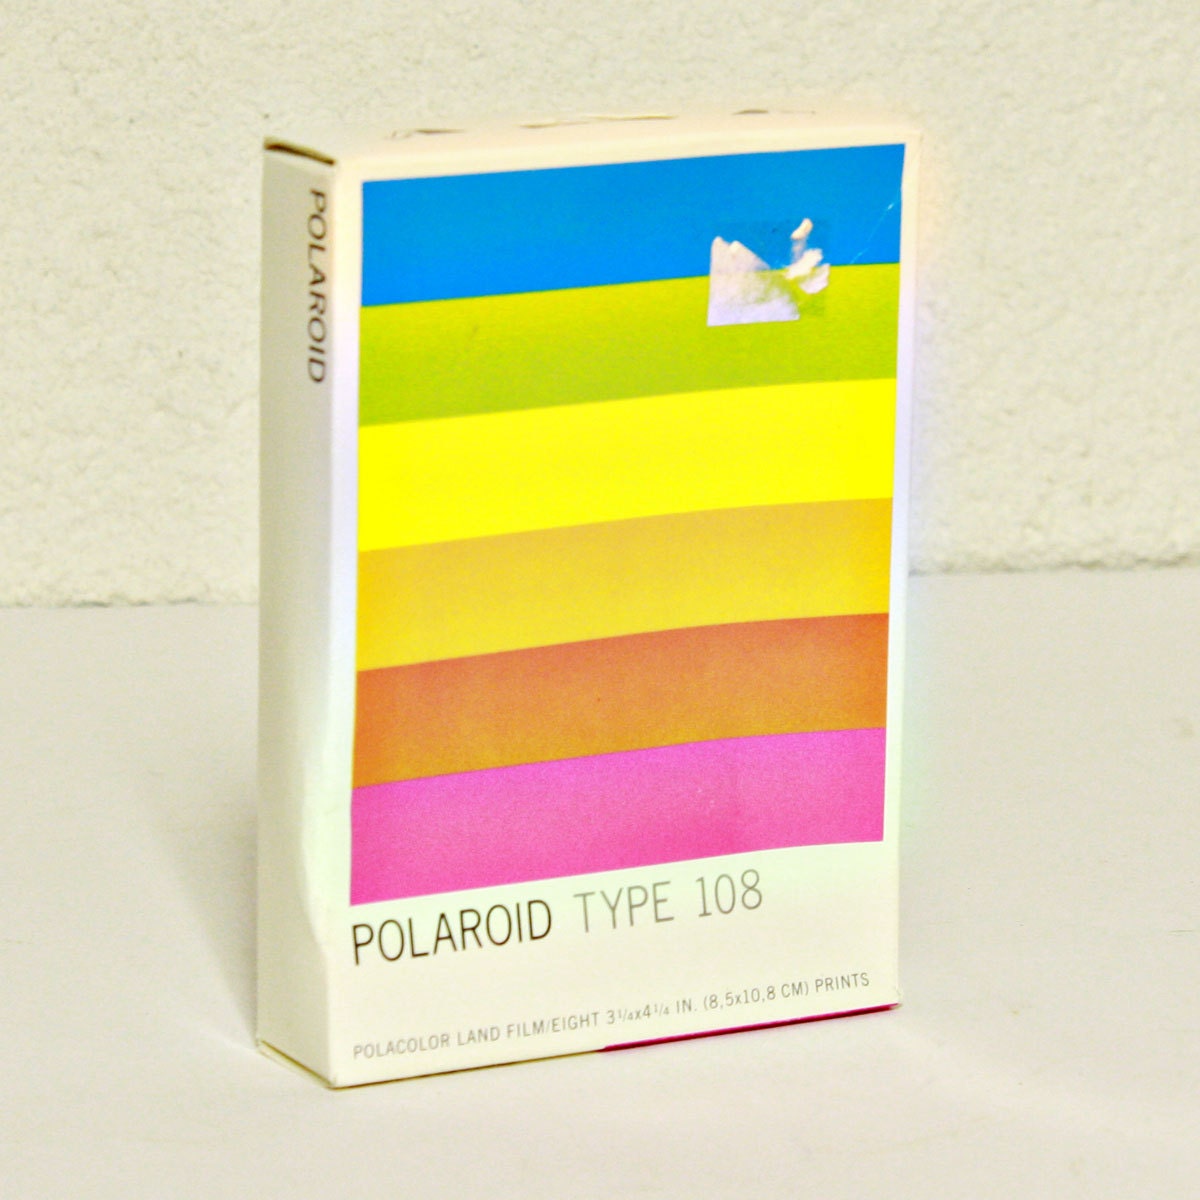 POLAROID
POLAROID TYPE 108
POLACOLOR LAND FILM/EIGHT 3¼x4¼ IN. (8,5x10,8 CM) PRINTS